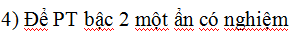 4) Để PT bậc 2 một ẩn có nghiệm